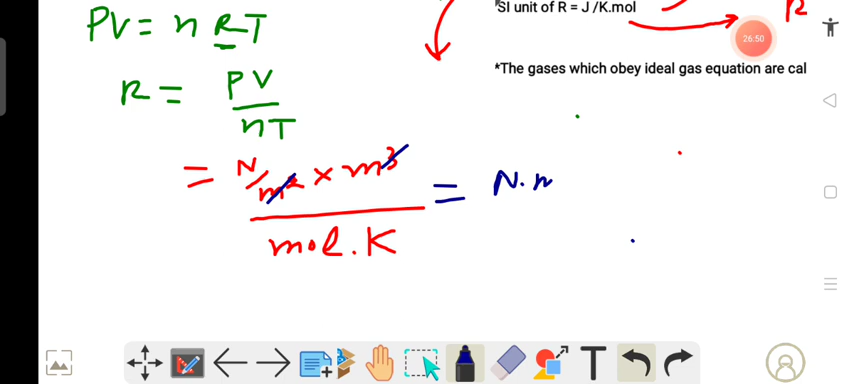 PV = n RT
SI unit of R = J /K.mol
R
26:50
*The gases which obey ideal gas equation are cal
R = PV
nT
= N/m² × m³ = N.n
mol.K
T